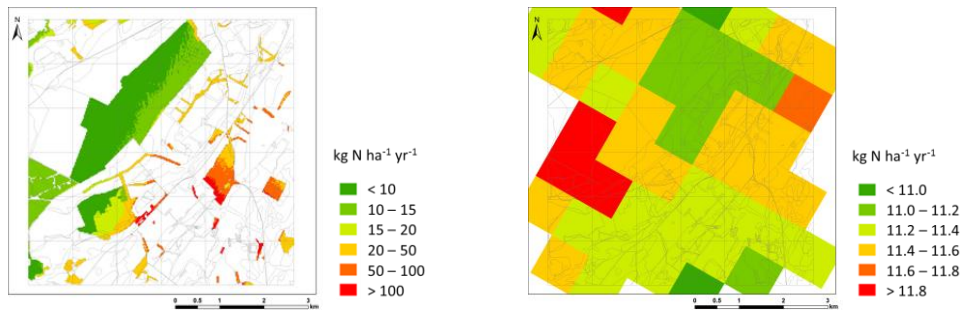 N
kg N ha⁻¹ yr⁻¹
< 10
10 – 15
15 – 20
20 – 50
50 – 100
> 100
0 0.5 1 2 3
km
N
kg N ha⁻¹ yr⁻¹
< 11.0
11.0 – 11.2
11.2 – 11.4
11.4 – 11.6
11.6 – 11.8
> 11.8
0 0.5 1 2 3
km